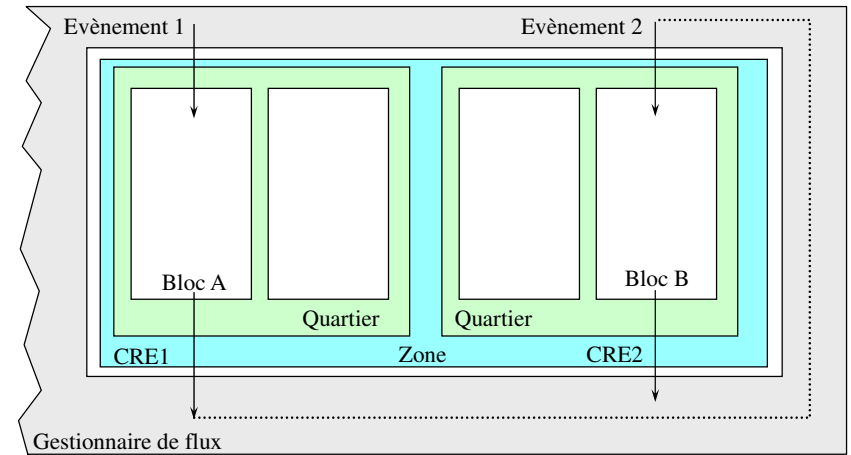 Evènement 1
Evènement 2
Bloc A
Bloc B
Quartier
Quartier
CRE1
Zone
CRE2
Gestionnaire de flux